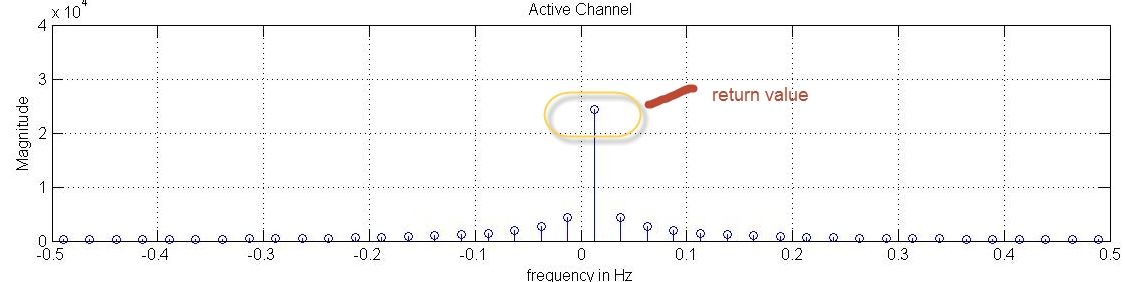 x 10⁴
Active Channel
4
3
return value
2
1
0
Magnitude
-0.5 -0.4 -0.3 -0.2 -0.1 0 0.1 0.2 0.3 0.4 0.5
frequency in Hz